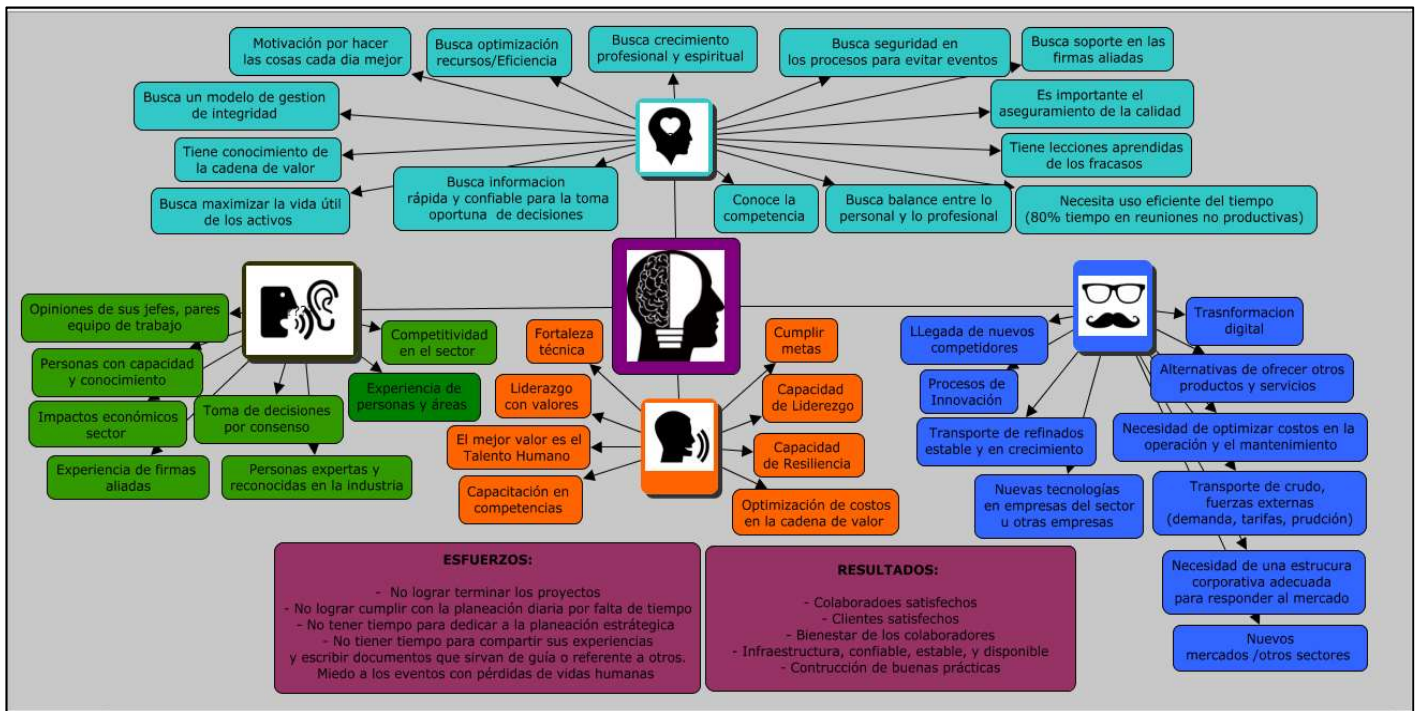 Motivación por hacer
las cosas cada dia mejor
Busca optimización
recursos/Eficiencia
Busca crecimiento
profesional y espiritual
Busca seguridad en
los procesos para evitar eventos
Busca soporte en las
firmas aliadas
Busca un modelo de gestion
de integridad
Es importante el
aseguramiento de la calidad
Tiene conocimiento de
la cadena de valor
Tiene lecciones aprendidas
de los fracasos
Busca maximizar la vida útil
de los activos
Busca informacion
rápida y confiable para la toma
oportuna de decisiones
Conoce la
competencia
Busca balance entre lo
personal y lo profesional
Necesita uso eficiente del tiempo
(80% tiempo en reuniones no productivas)
Opiniones de sus jefes, pares
equipo de trabajo
Competitividad
en el sector
Personas con capacidad
y conocimiento
Experiencia de
personas y áreas
Impactos económicos
sector
Toma de decisiones
por consenso
Experiencia de firmas
aliadas
Personas expertas y
reconocidas en la industria
Fortaleza
técnica
Cumplir
metas
Liderazgo
con valores
Capacidad
de Liderezgo
El mejor valor es el
Talento Humano
Capacidad
de Resiliencia
Capacitación en
competencias
Optimización de costos
en la cadena de valor
LLegada de nuevos
competidores
Trasnformacion
digital
Procesos de
Innovación
Alternativas de ofrecer otros
productos y servicios
Transporte de refinados
estable y en crecimiento
Necesidad de optimizar costos en la
operación y el mantenimiento
Nuevas tecnologías
en empresas del sector
u otras empresas
Transporte de crudo,
fuerzas externas
(demanda, tarifas, prudción)
Necesidad de una estrucura
corporativa adecuada
para responder al mercado
Nuevos
mercados /otros sectores
ESFUERZOS:
- No lograr terminar los proyectos
- No lograr cumplir con la planeación diaria por falta de tiempo
- No tener tiempo para dedicar a la planeación estrátegica
- No tiener tiempo para compartir sus experiencias
y escribir documentos que sirvan de guía o referente a otros.
Miedo a los eventos con pérdidas de vidas humanas
RESULTADOS:
- Colaboradoes satisfechos
- Clientes satisfechos
- Bienestar de los colaboradores
- Infraestructura, confiable, estable, y disponible
- Contrucción de buenas prácticas